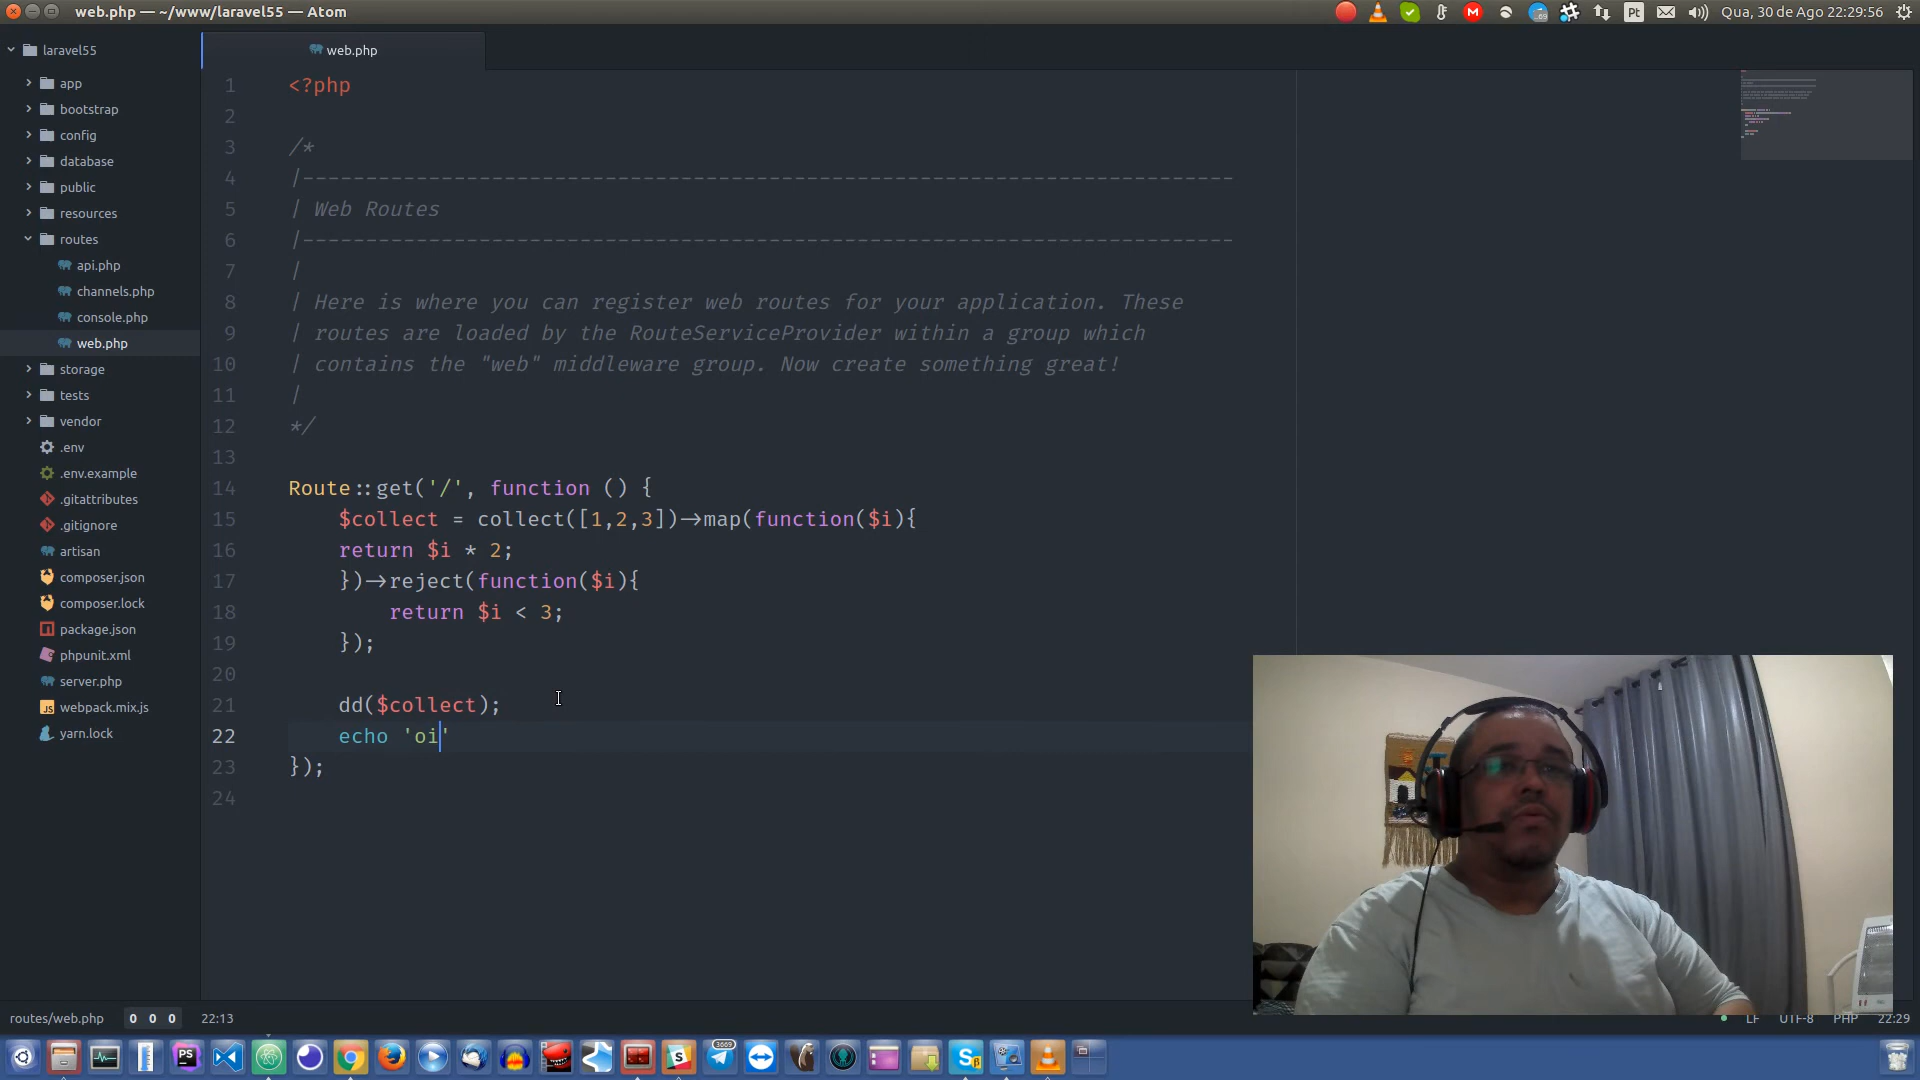 web.php — ~/www/laravel55 — Atom
69
Pt
Qua, 30 de Ago 22:29:56
laravel55
app
bootstrap
config
database
public
resources
routes
api.php
channels.php
console.php
web.php
storage
tests
vendor
.env
.env.example
.gitattributes
.gitignore
artisan
composer.json
composer.lock
package.json
phpunit.xml
server.php
webpack.mix.js
yarn.lock
web.php
1 <?php
2
3 /*
4 |--------------------------------------------------------------------------
5 | Web Routes
6 |--------------------------------------------------------------------------
7 |
8 | Here is where you can register web routes for your application. These
9 | routes are loaded by the RouteServiceProvider within a group which
10 | contains the "web" middleware group. Now create something great!
11 |
12 */
13
14 Route::get('/', function () {
15 $collect = collect([1,2,3])->map(function($i){
16 return $i * 2;
17 })->reject(function($i){
18 return $i < 3;
19 });
20
21 dd($collect);
22 echo 'oi'
23 });
24
routes/web.php 0 0 0 22:13
LF UTF-8 PHP 22:29
PS
3669